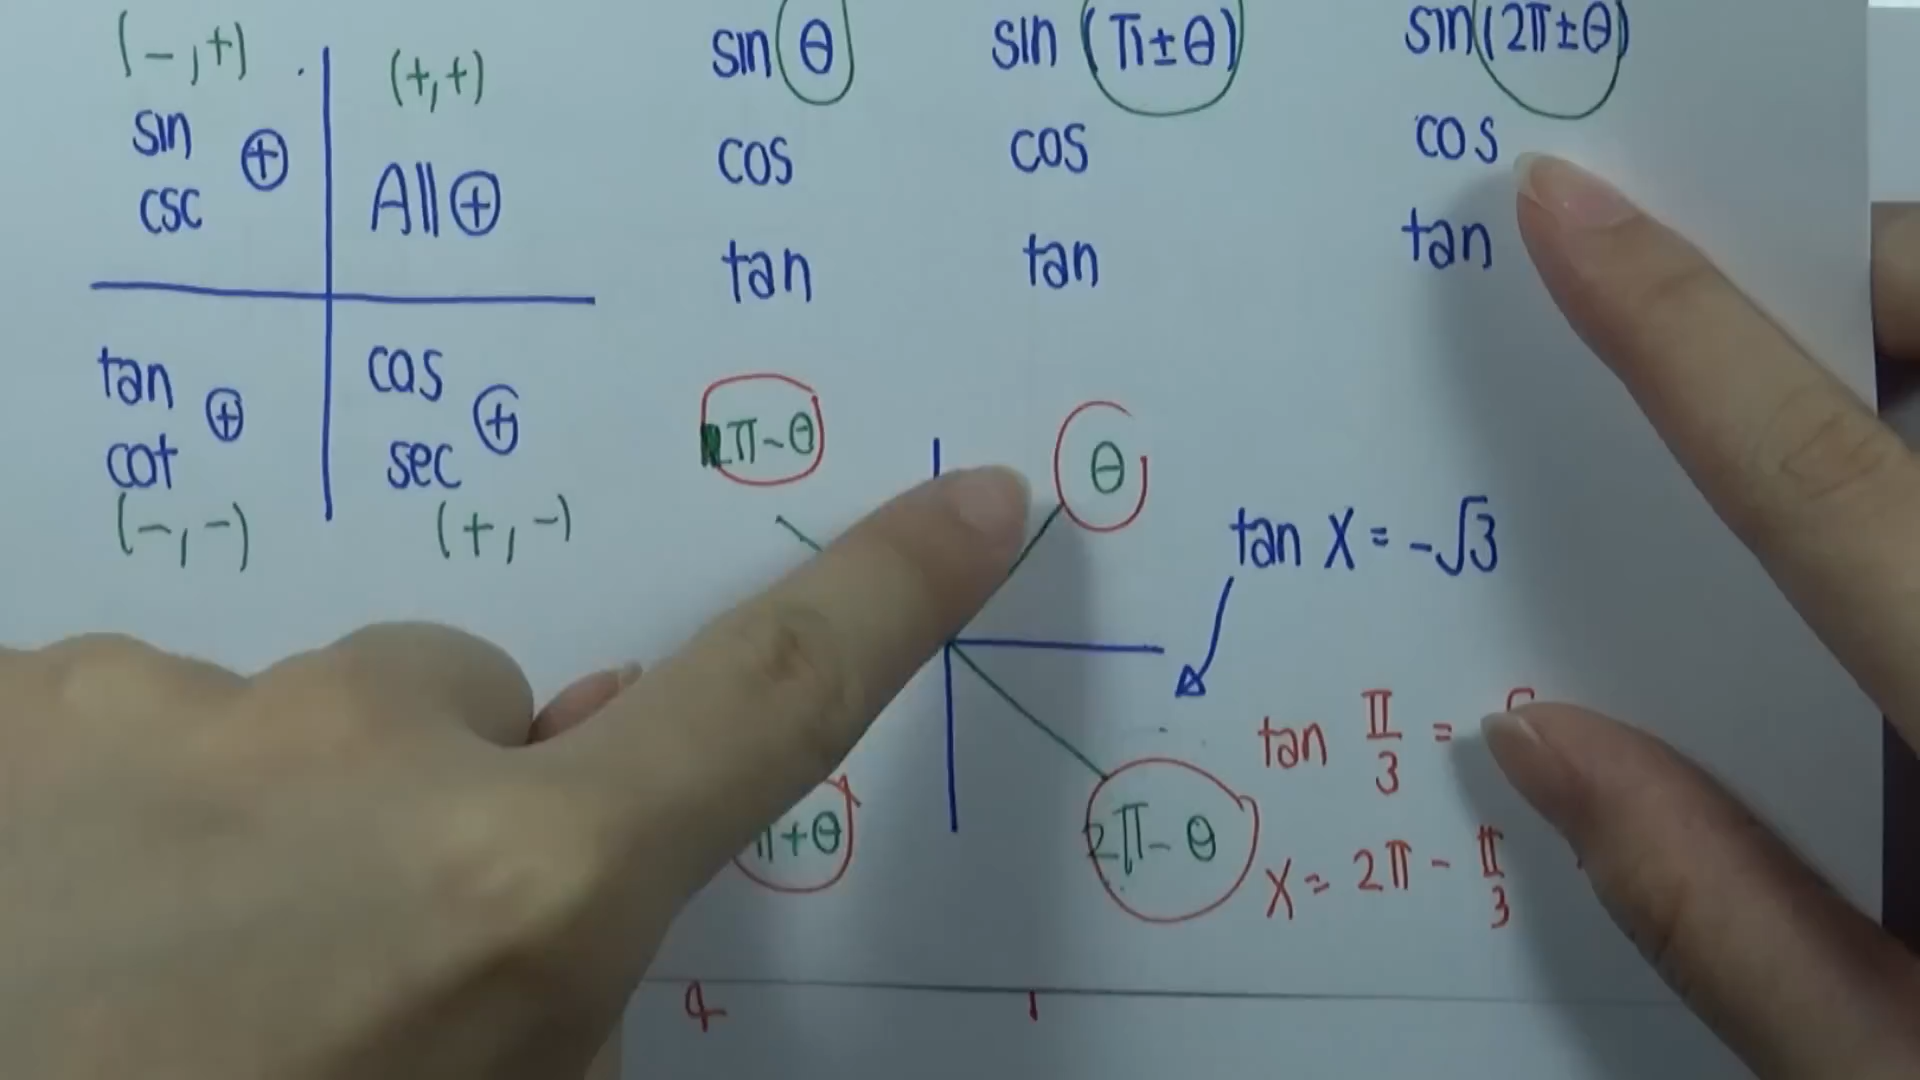 (-,+)
(+,+)
sin
csc
⊕
All ⊕
tan
cot
⊕
cos
sec
⊕
(-,-)
(+,-)
sin θ
sin (π±θ)
sin(2π±θ)
cos
cos
cos
tan
tan
tan
π-θ
θ
π+θ
2π-θ
tan X = -√3
tan π/3 =
X = 2π - π/3